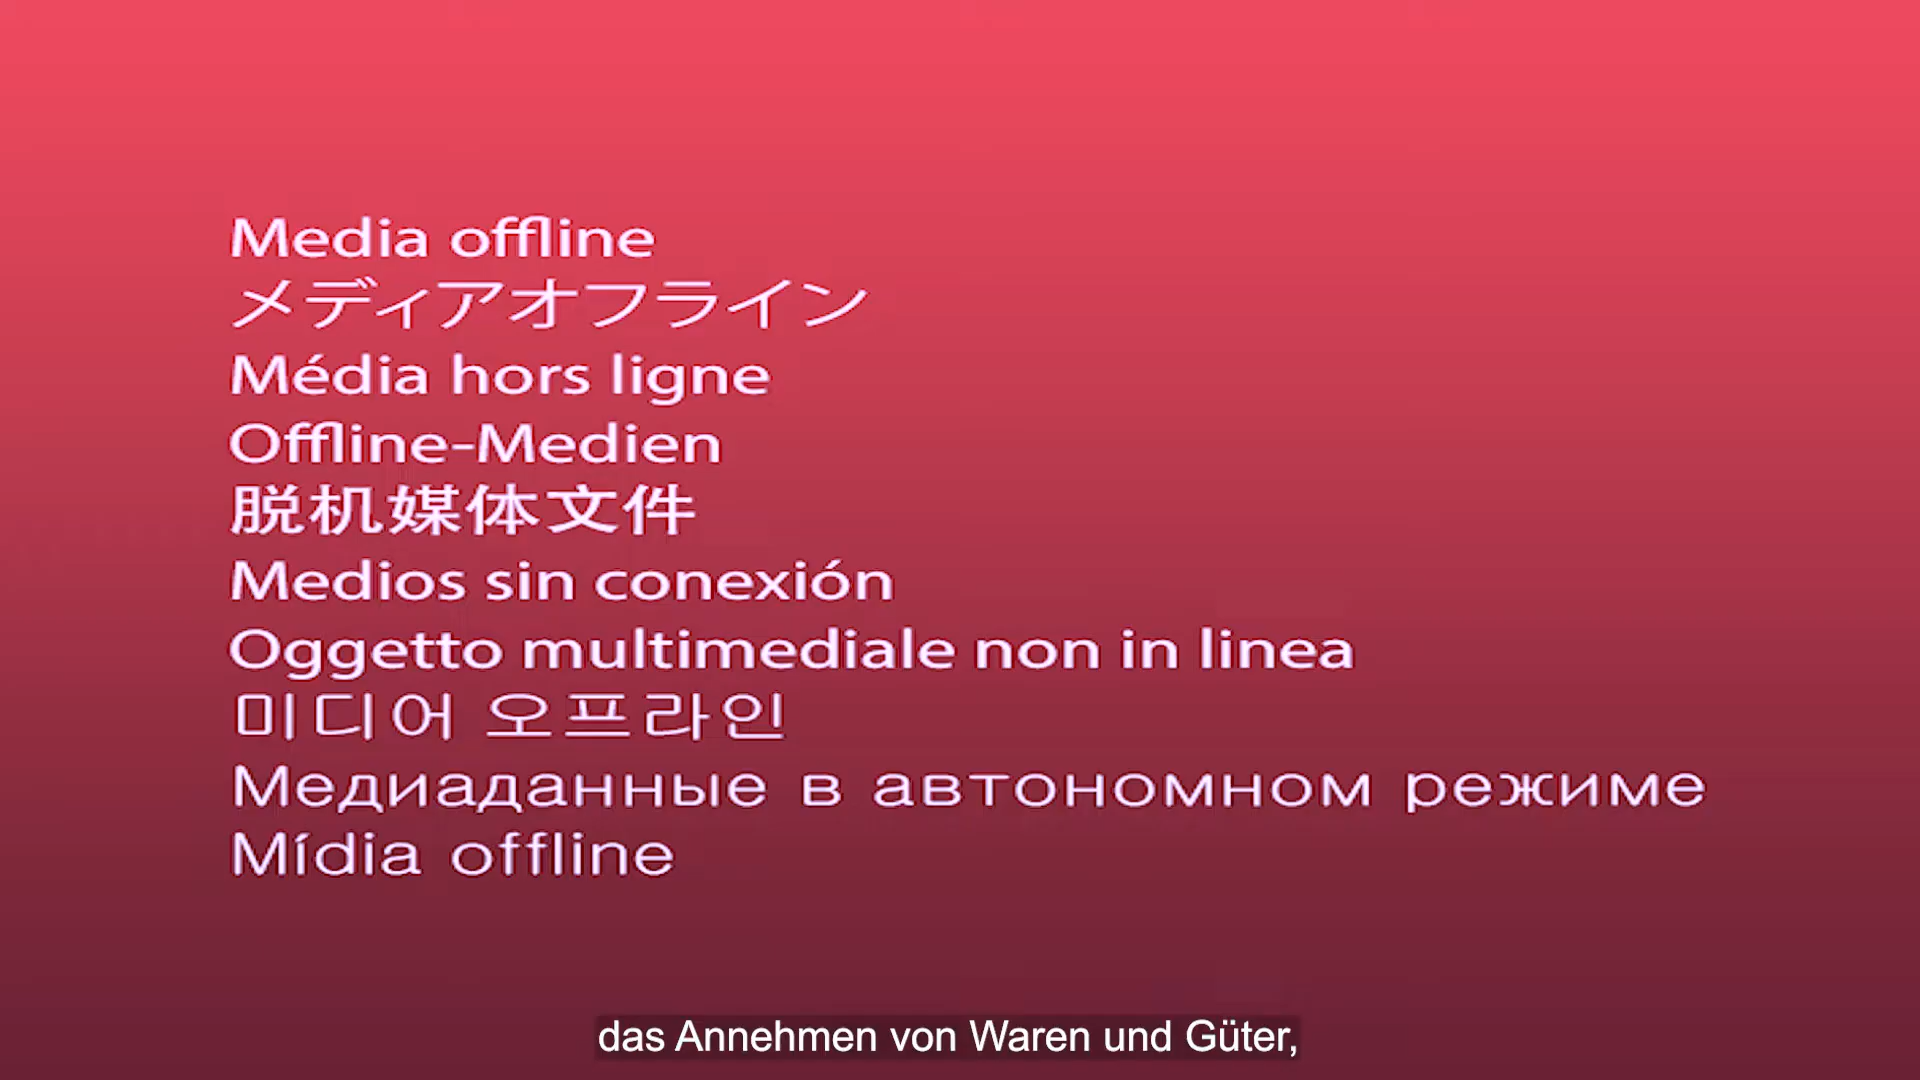 Media offline
メディアオフライン
Média hors ligne
Offline-Medien
脱机媒体文件
Medios sin conexión
Oggetto multimediale non in linea
미디어 오프라인
Медиаданные в автономном режиме
Mídia offline
das Annehmen von Waren und Güter,